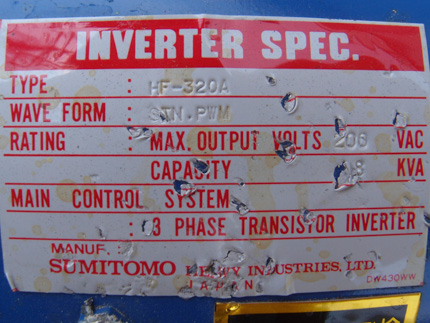 INVERTER SPEC.
TYPE : HF-320A
WAVE FORM : SIN.PWM
RATING : MAX. OUTPUT VOLTS 200 VAC
CAPACITY KVA
MAIN CONTROL SYSTEM
: 3 PHASE TRANSISTOR INVERTER
MANUF. :
SUMITOMO HEAVY INDUSTRIES, LTD.
JAPAN DW430WW